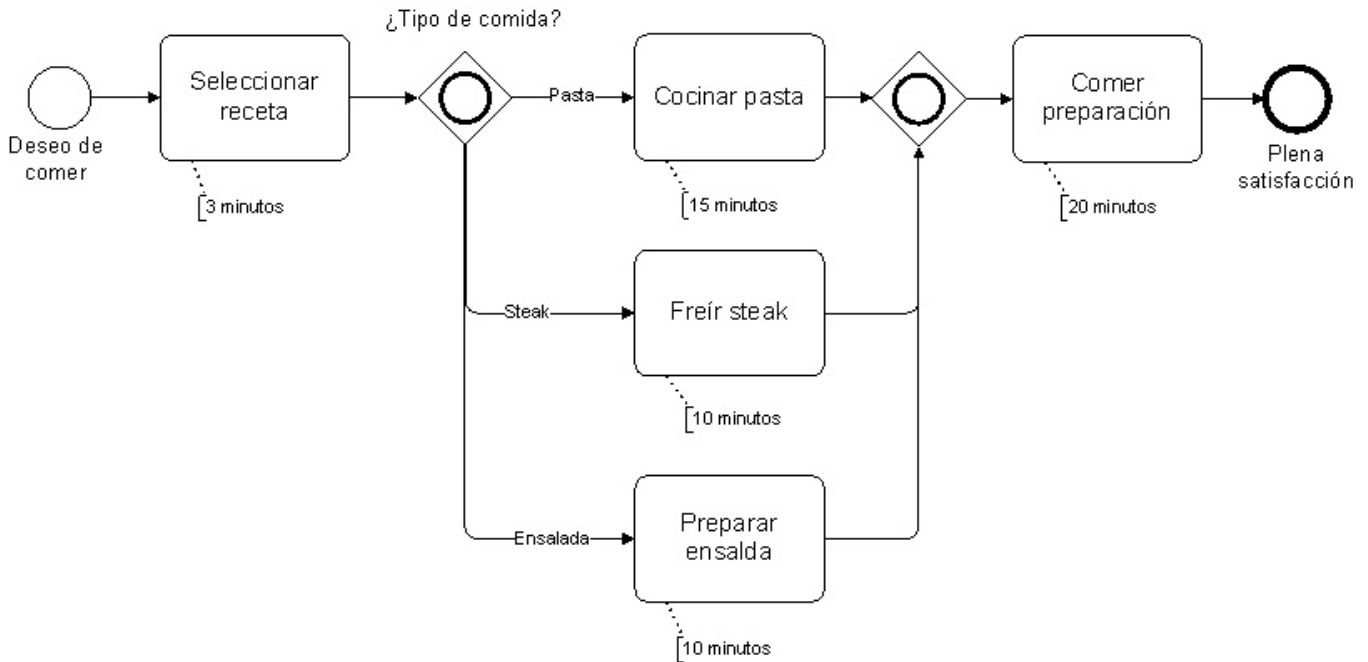 ¿Tipo de comida?
Deseo de
comer
Seleccionar
receta
3 minutos
Pasta
Cocinar pasta
15 minutos
Comer
preparación
20 minutos
Plena
satisfacción
Steak
Freír steak
10 minutos
Ensalada
Preparar
ensalda
10 minutos